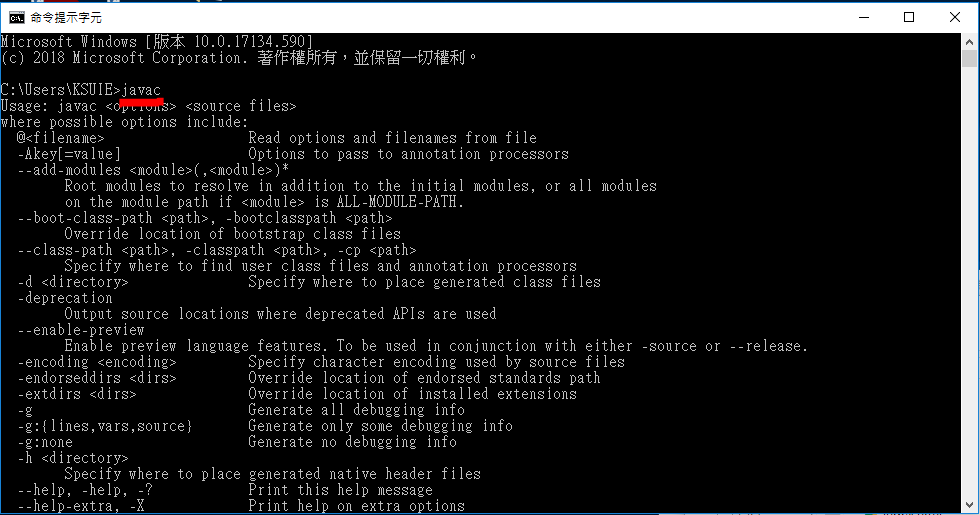 命令提示字元
Microsoft Windows [版本 10.0.17134.590]
(c) 2018 Microsoft Corporation. 著作權所有，並保留一切權利。
C:\Users\KSUIE>javac
Usage: javac <options> <source files>
where possible options include:
  @<filename>                  Read options and filenames from file
  -Akey[=value]                Options to pass to annotation processors
  --add-modules <module>(,<module>)*
        Root modules to resolve in addition to the initial modules, or all modules
        on the module path if <module> is ALL-MODULE-PATH.
  --boot-class-path <path>, -bootclasspath <path>
        Override location of bootstrap class files
  --class-path <path>, -classpath <path>, -cp <path>
        Specify where to find user class files and annotation processors
  -d <directory>               Specify where to place generated class files
  -deprecation
        Output source locations where deprecated APIs are used
  --enable-preview
        Enable preview language features. To be used in conjunction with either -source or --release.
  -encoding <encoding>         Specify character encoding used by source files
  -endorseddirs <dirs>         Override location of endorsed standards path
  -extdirs <dirs>              Override location of installed extensions
  -g                           Generate all debugging info
  -g:{lines,vars,source}       Generate only some debugging info
  -g:none                      Generate no debugging info
  -h <directory>
        Specify where to place generated native header files
  --help, -help, -?            Print this help message
  --help-extra, -X             Print help on extra options